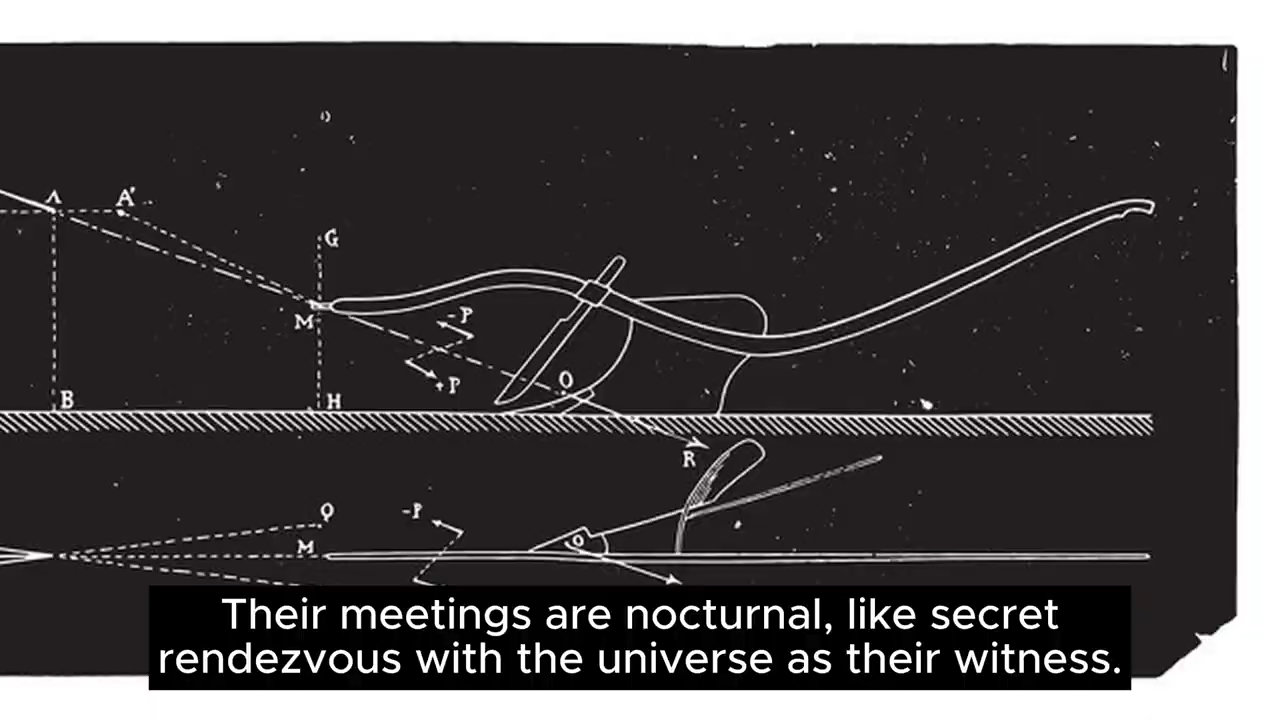 A A'
G
M
-P
+P
O
B H
R
Q
-P
M
O
Their meetings are nocturnal, like secret
rendezvous with the universe as their witness.